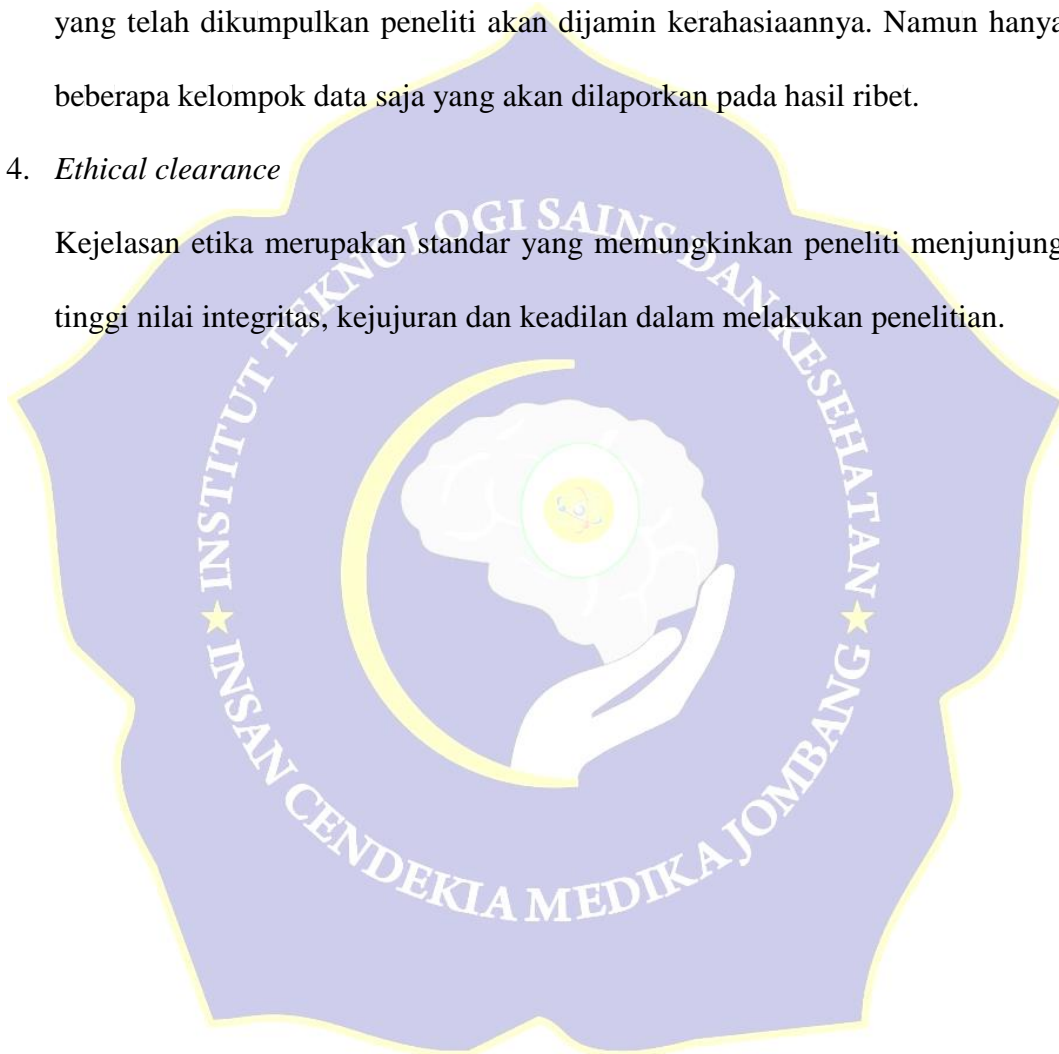 yang telah dikumpulkan peneliti akan dijamin kerahasiaannya. Namun hanya
beberapa kelompok data saja yang akan dilaporkan pada hasil ribet.
4. Ethical clearance
Kejelasan etika merupakan standar yang memungkinkan peneliti menjunjung
tinggi nilai integritas, kejujuran dan keadilan dalam melakukan penelitian.
INSTITUT TEKNOLOGI SAINS DAN KESEHATAN
INSAN CENDEKIA MEDIKA JOMBANG